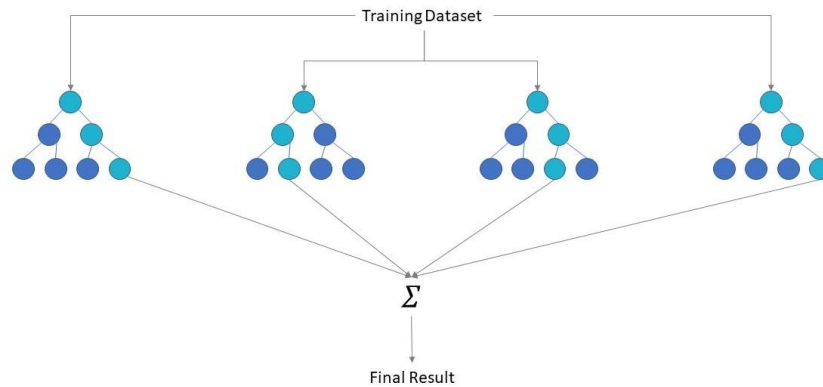 Training Dataset
Σ
Final Result